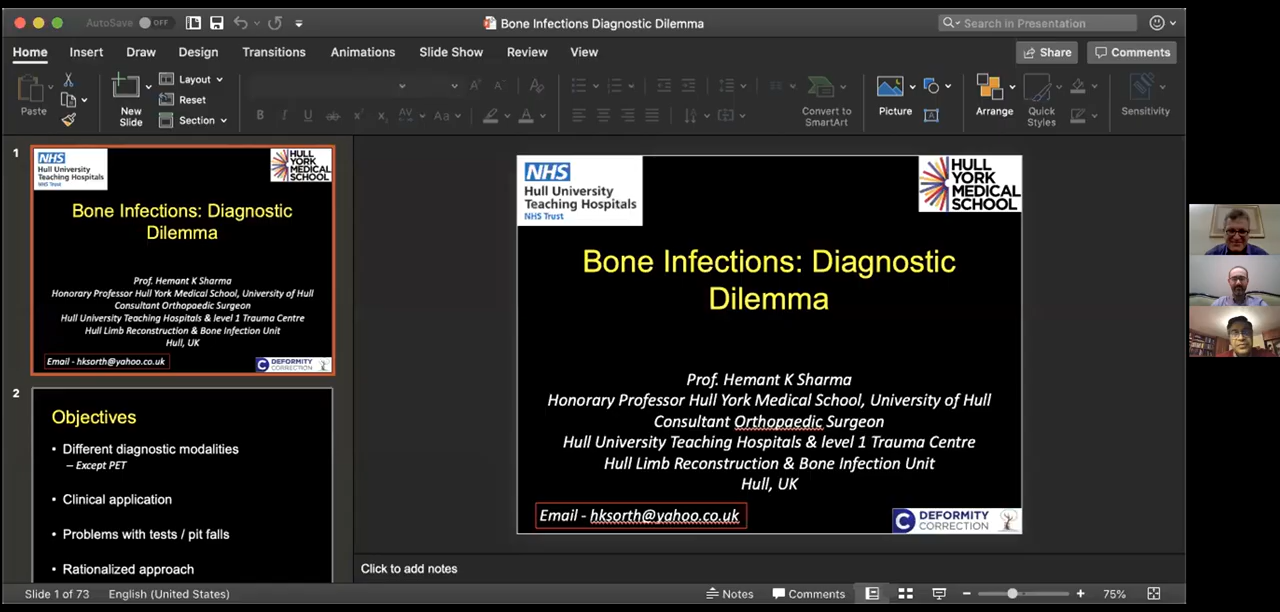 AutoSave OFF
Bone Infections Diagnostic Dilemma
Search in Presentation
Home Insert Draw Design Transitions Animations Slide Show Review View
Share Comments
Paste
New Slide
Layout
Reset
Section
Convert to SmartArt
Picture
Arrange
Quick Styles
Sensitivity
1
NHS
Hull University
Teaching Hospitals
NHS Trust
HULL
YORK
MEDICAL
SCHOOL
Bone Infections: Diagnostic
Dilemma
Prof. Hemant K Sharma
Honorary Professor Hull York Medical School, University of Hull
Consultant Orthopaedic Surgeon
Hull University Teaching Hospitals & level 1 Trauma Centre
Hull Limb Reconstruction & Bone Infection Unit
Hull, UK
Email - hksorth@yahoo.co.uk
DEFORMITY
CORRECTION
2
Objectives
• Different diagnostic modalities
– Except PET
• Clinical application
• Problems with tests / pit falls
• Rationalized approach
NHS
Hull University
Teaching Hospitals
NHS Trust
HULL
YORK
MEDICAL
SCHOOL
Bone Infections: Diagnostic
Dilemma
Prof. Hemant K Sharma
Honorary Professor Hull York Medical School, University of Hull
Consultant Orthopaedic Surgeon
Hull University Teaching Hospitals & level 1 Trauma Centre
Hull Limb Reconstruction & Bone Infection Unit
Hull, UK
Email - hksorth@yahoo.co.uk
C DEFORMITY
CORRECTION
Click to add notes
Slide 1 of 73 English (United States)
Notes Comments 75%